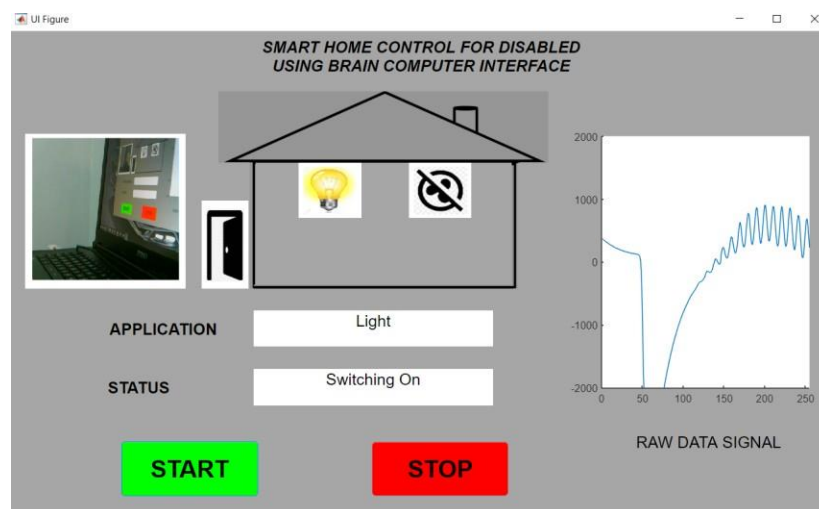 UI Figure
SMART HOME CONTROL FOR DISABLED
USING BRAIN COMPUTER INTERFACE
APPLICATION
Light
STATUS
Switching On
START
STOP
2000
1000
0
-1000
-2000
0 50 100 150 200 250
RAW DATA SIGNAL